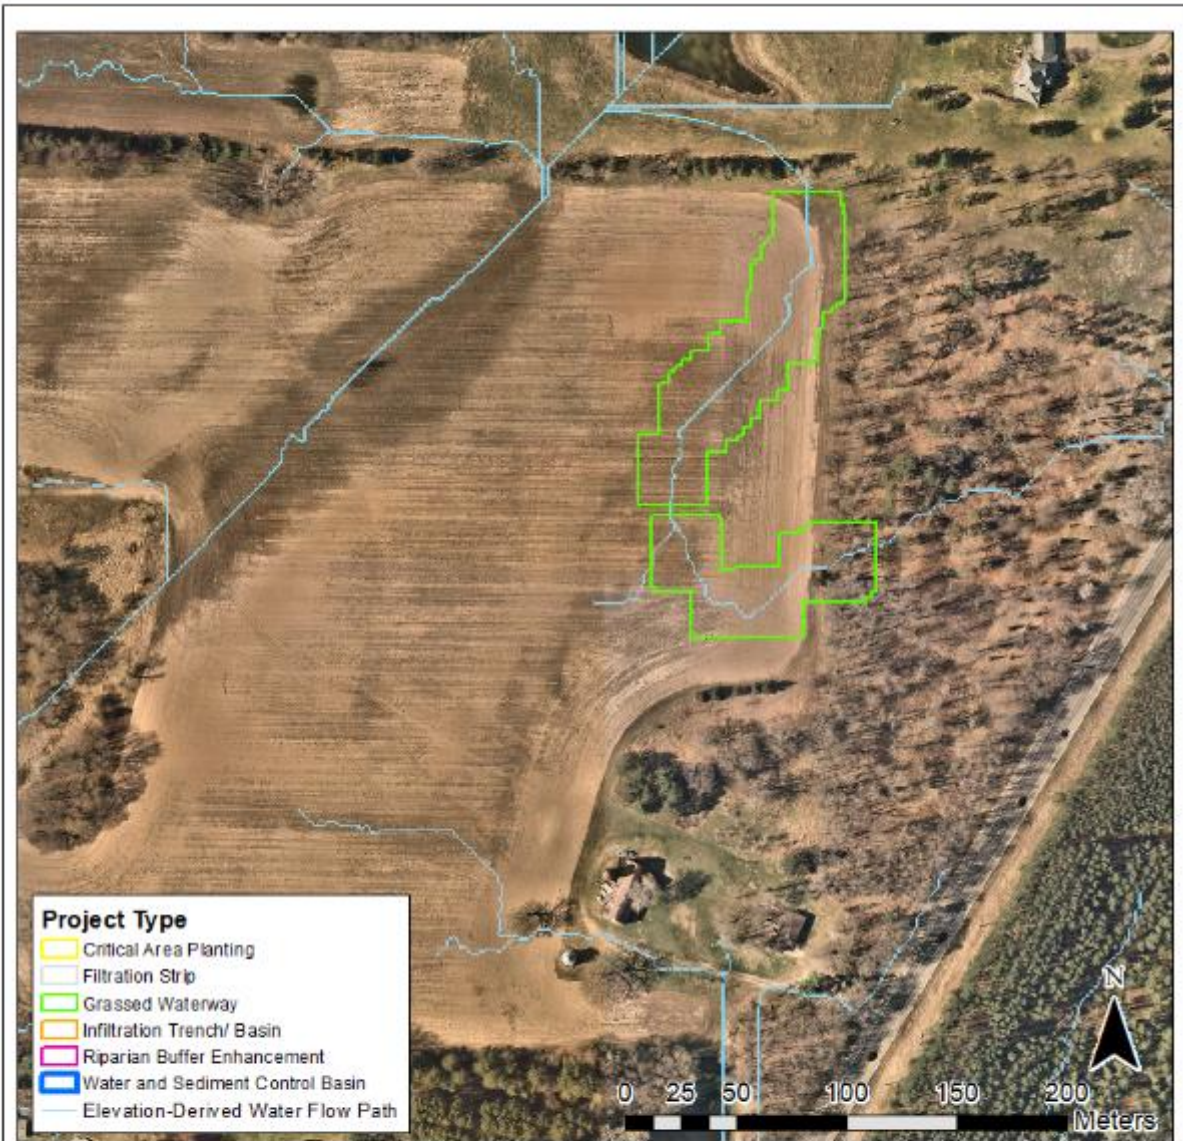 N
Project Type
Critical Area Planting
Filtration Strip
Grassed Waterway
Infiltration Trench/ Basin
Riparian Buffer Enhancement
Water and Sediment Control Basin
Elevation-Derived Water Flow Path
0 25 50 100 150 200
Meters